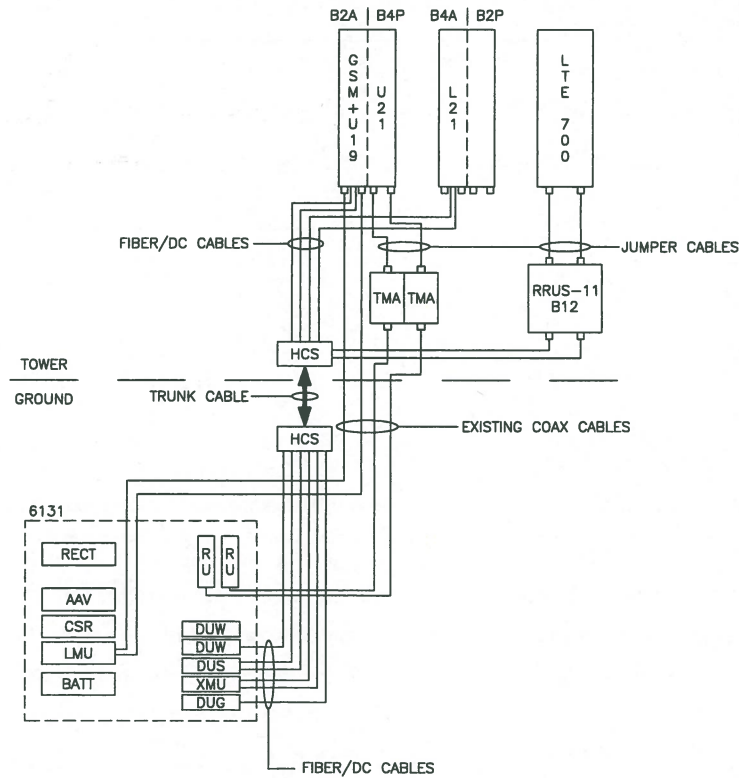 B2A B4P B4A B2P
GSM+U19
U21
L21
LTE 700
FIBER/DC CABLES
JUMPER CABLES
TMA TMA
RRUS-11
B12
HCS
TOWER
GROUND
TRUNK CABLE
HCS
EXISTING COAX CABLES
6131
RECT
RU
RU
AAV
CSR
LMU
BATT
DUW
DUW
DUS
XMU
DUG
FIBER/DC CABLES